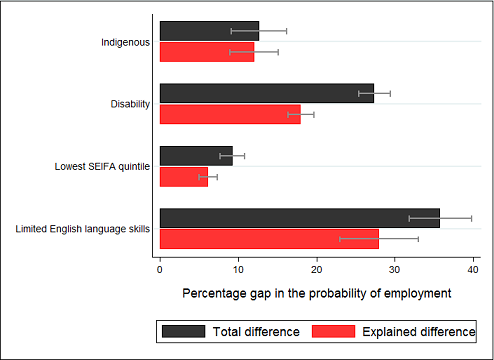 Indigenous
Disability
Lowest SEIFA quintile
Limited English language skills
0 10 20 30 40
Percentage gap in the probability of employment
Total difference Explained difference